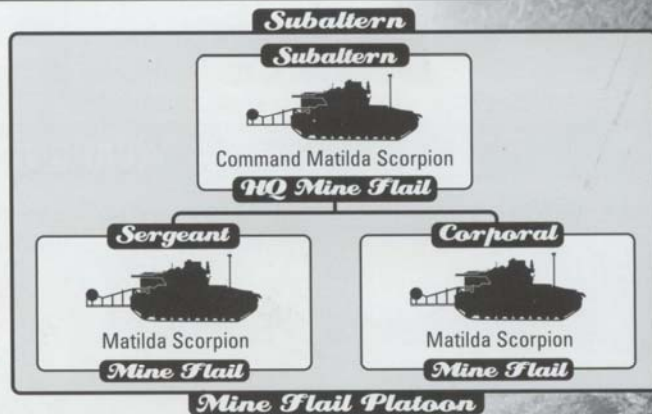 Subaltern
Subaltern
Command Matilda Scorpion
HQ Mine Flail
Sergeant
Corporal
Matilda Scorpion
Matilda Scorpion
Mine Flail
Mine Flail
Mine Flail Platoon